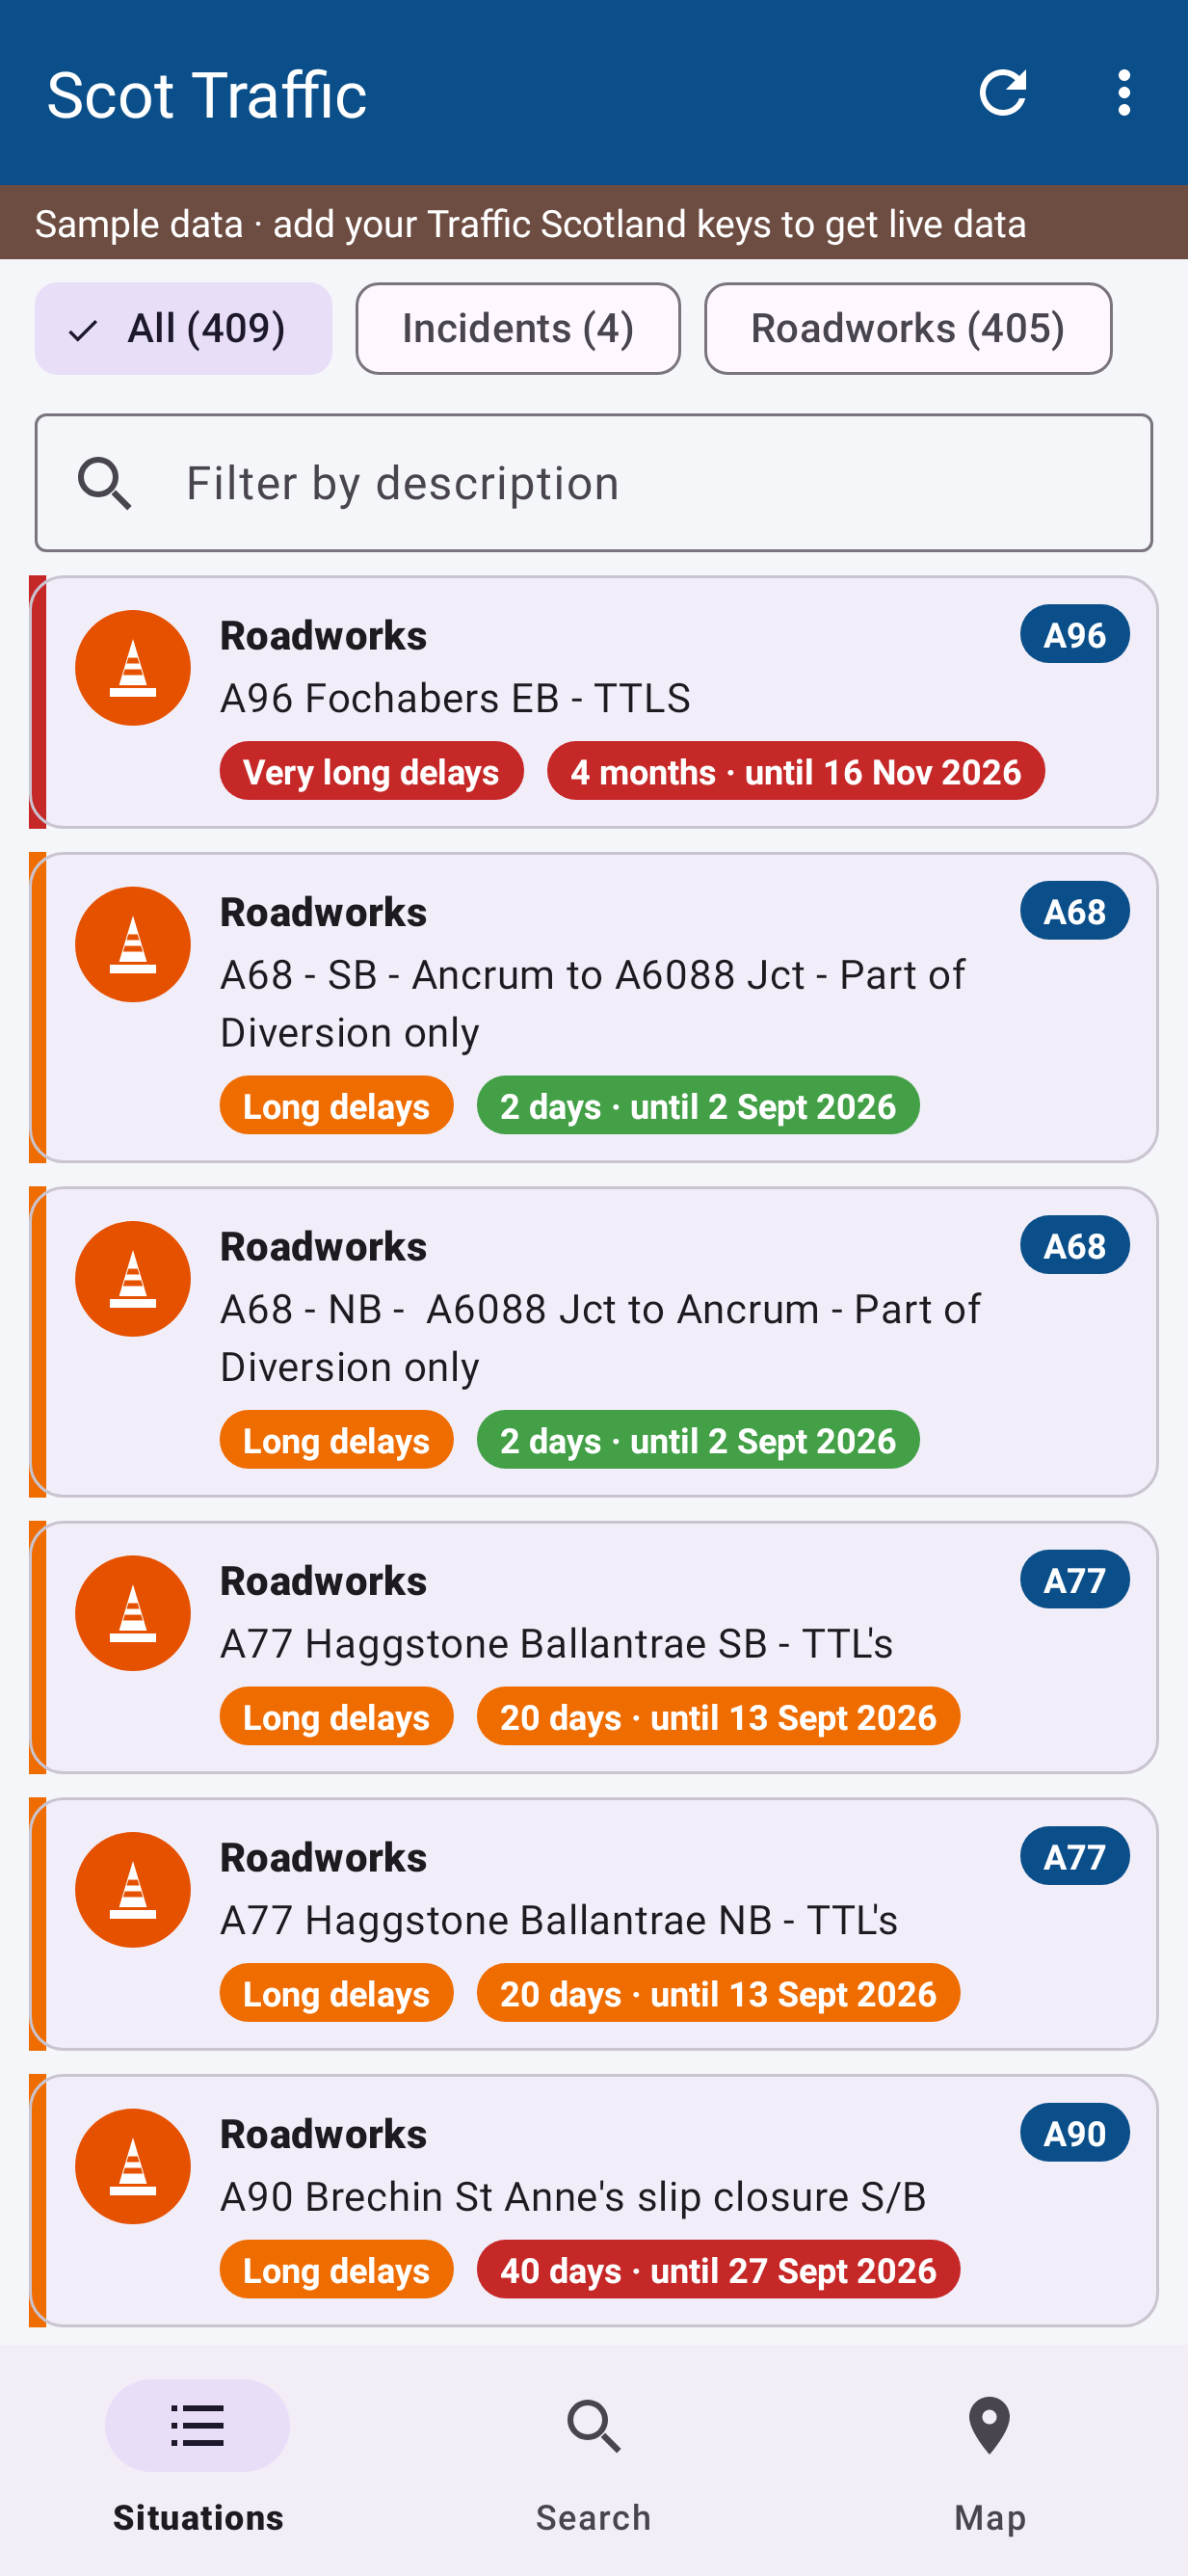 Scot Traffic
Sample data · add your Traffic Scotland keys to get live data
All (409)
Incidents (4)
Roadworks (405)
Filter by description
Roadworks
A96
A96 Fochabers EB - TTLS
Very long delays
4 months · until 16 Nov 2026
Roadworks
A68
A68 - SB - Ancrum to A6088 Jct - Part of
Diversion only
Long delays
2 days · until 2 Sept 2026
Roadworks
A68
A68 - NB -  A6088 Jct to Ancrum - Part of
Diversion only
Long delays
2 days · until 2 Sept 2026
Roadworks
A77
A77 Haggstone Ballantrae SB - TTL's
Long delays
20 days · until 13 Sept 2026
Roadworks
A77
A77 Haggstone Ballantrae NB - TTL's
Long delays
20 days · until 13 Sept 2026
Roadworks
A90
A90 Brechin St Anne's slip closure S/B
Long delays
40 days · until 27 Sept 2026
Situations
Search
Map